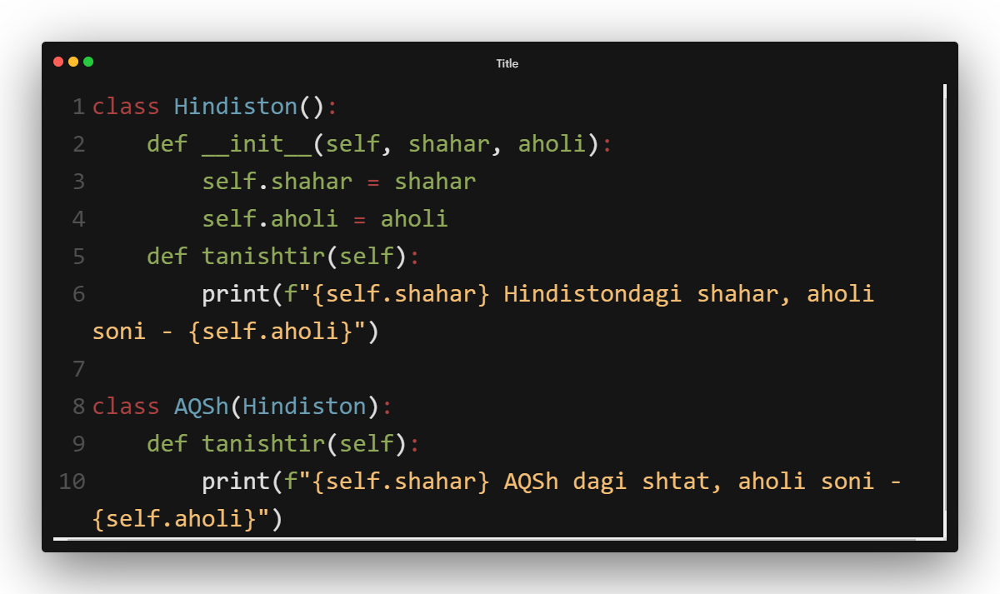 Title
1 class Hindiston():
2     def __init__(self, shahar, aholi):
3         self.shahar = shahar
4         self.aholi = aholi
5     def tanishtir(self):
6         print(f"{self.shahar} Hindistondagi shahar, aholi
soni - {self.aholi}")
7
8 class AQSh(Hindiston):
9     def tanishtir(self):
10         print(f"{self.shahar} AQSh dagi shtat, aholi soni -
{self.aholi}")